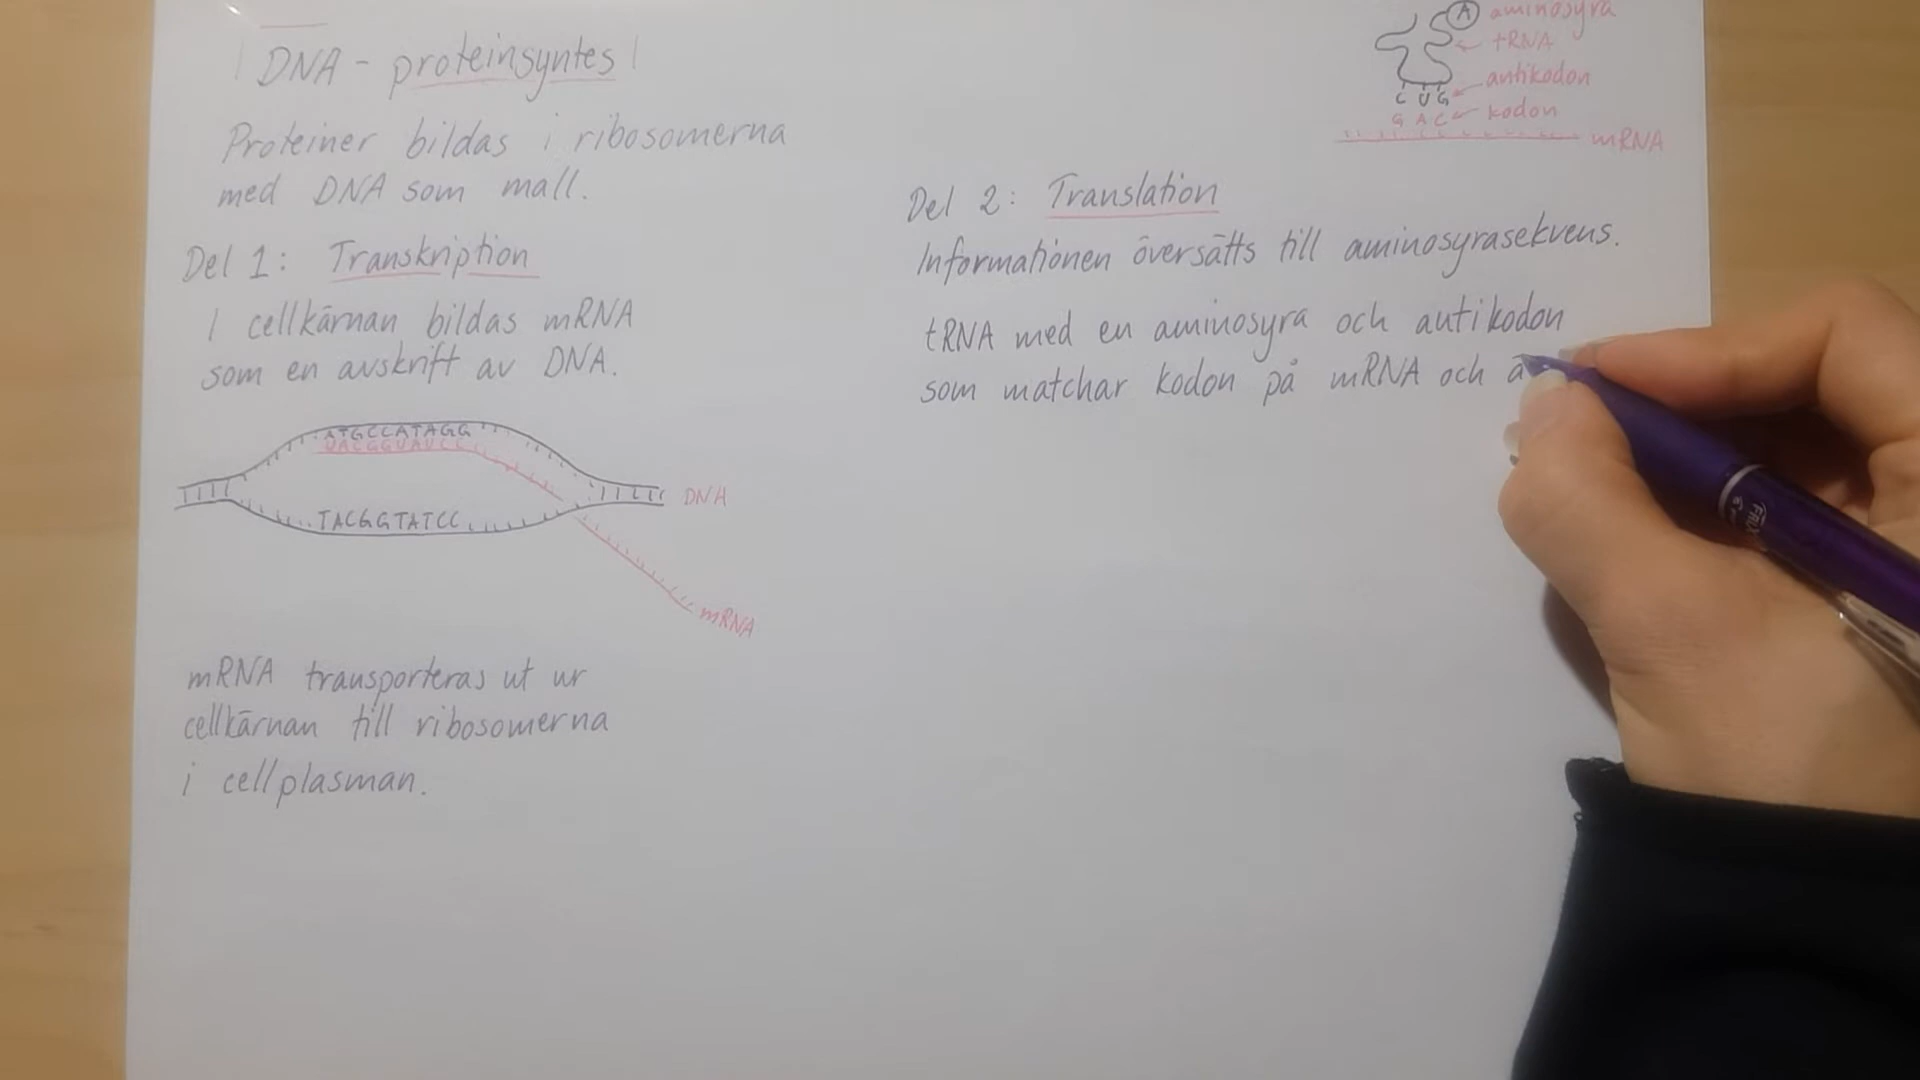 DNA - proteinsyntes
Proteiner bildas i ribosomerna
med DNA som mall.
Del 1: Transkription
I cellkärnan bildas mRNA
som en avskrift av DNA.
ATGCCATAGG
UACGGUAUCC
TACGGTATCC
DNA
mRNA
mRNA transporteras ut ur
cellkärnan till ribosomerna
i cellplasman.
A aminosyra
tRNA
antikodon
C U G
G A C kodon
mRNA
Del 2: Translation
Informationen översätts till aminosyrasekvens.
tRNA med en aminosyra och antikodon
som matchar kodon på mRNA och